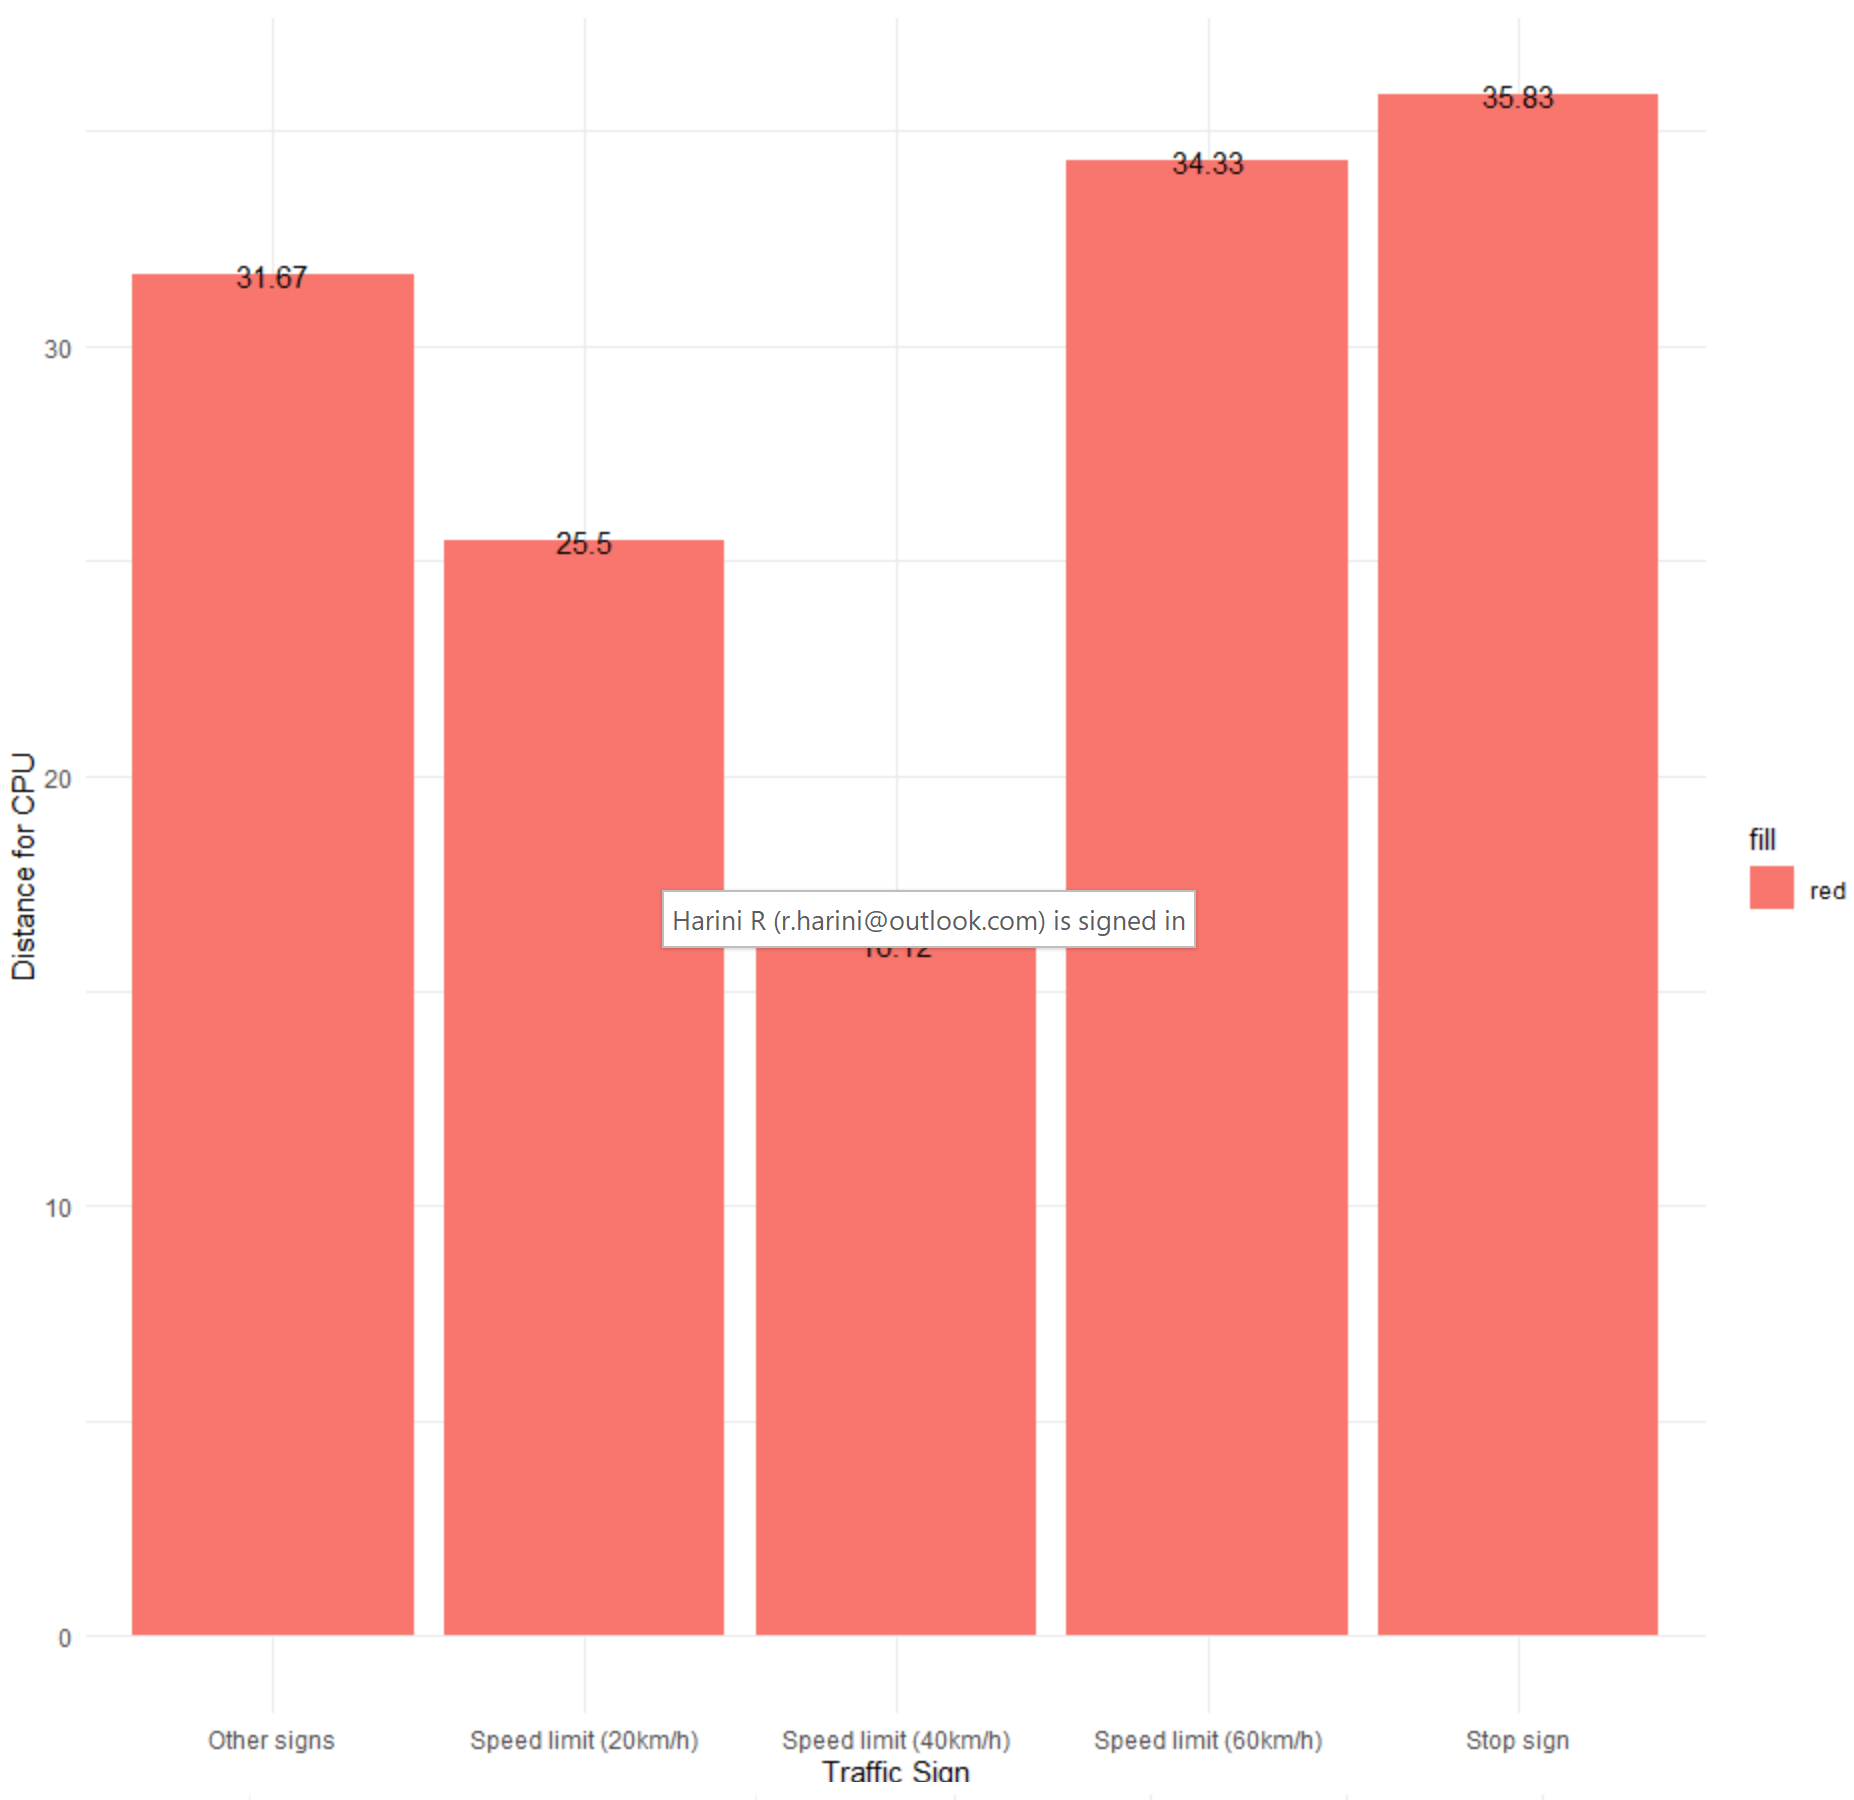 35.83
34.33
31.67
30
25.5
20
Distance for CPU
fill
red
Harini R (r.harini@outlook.com) is signed in
16.12
10
0
Other signs
Speed limit (20km/h)
Speed limit (40km/h)
Speed limit (60km/h)
Stop sign
Traffic Sign